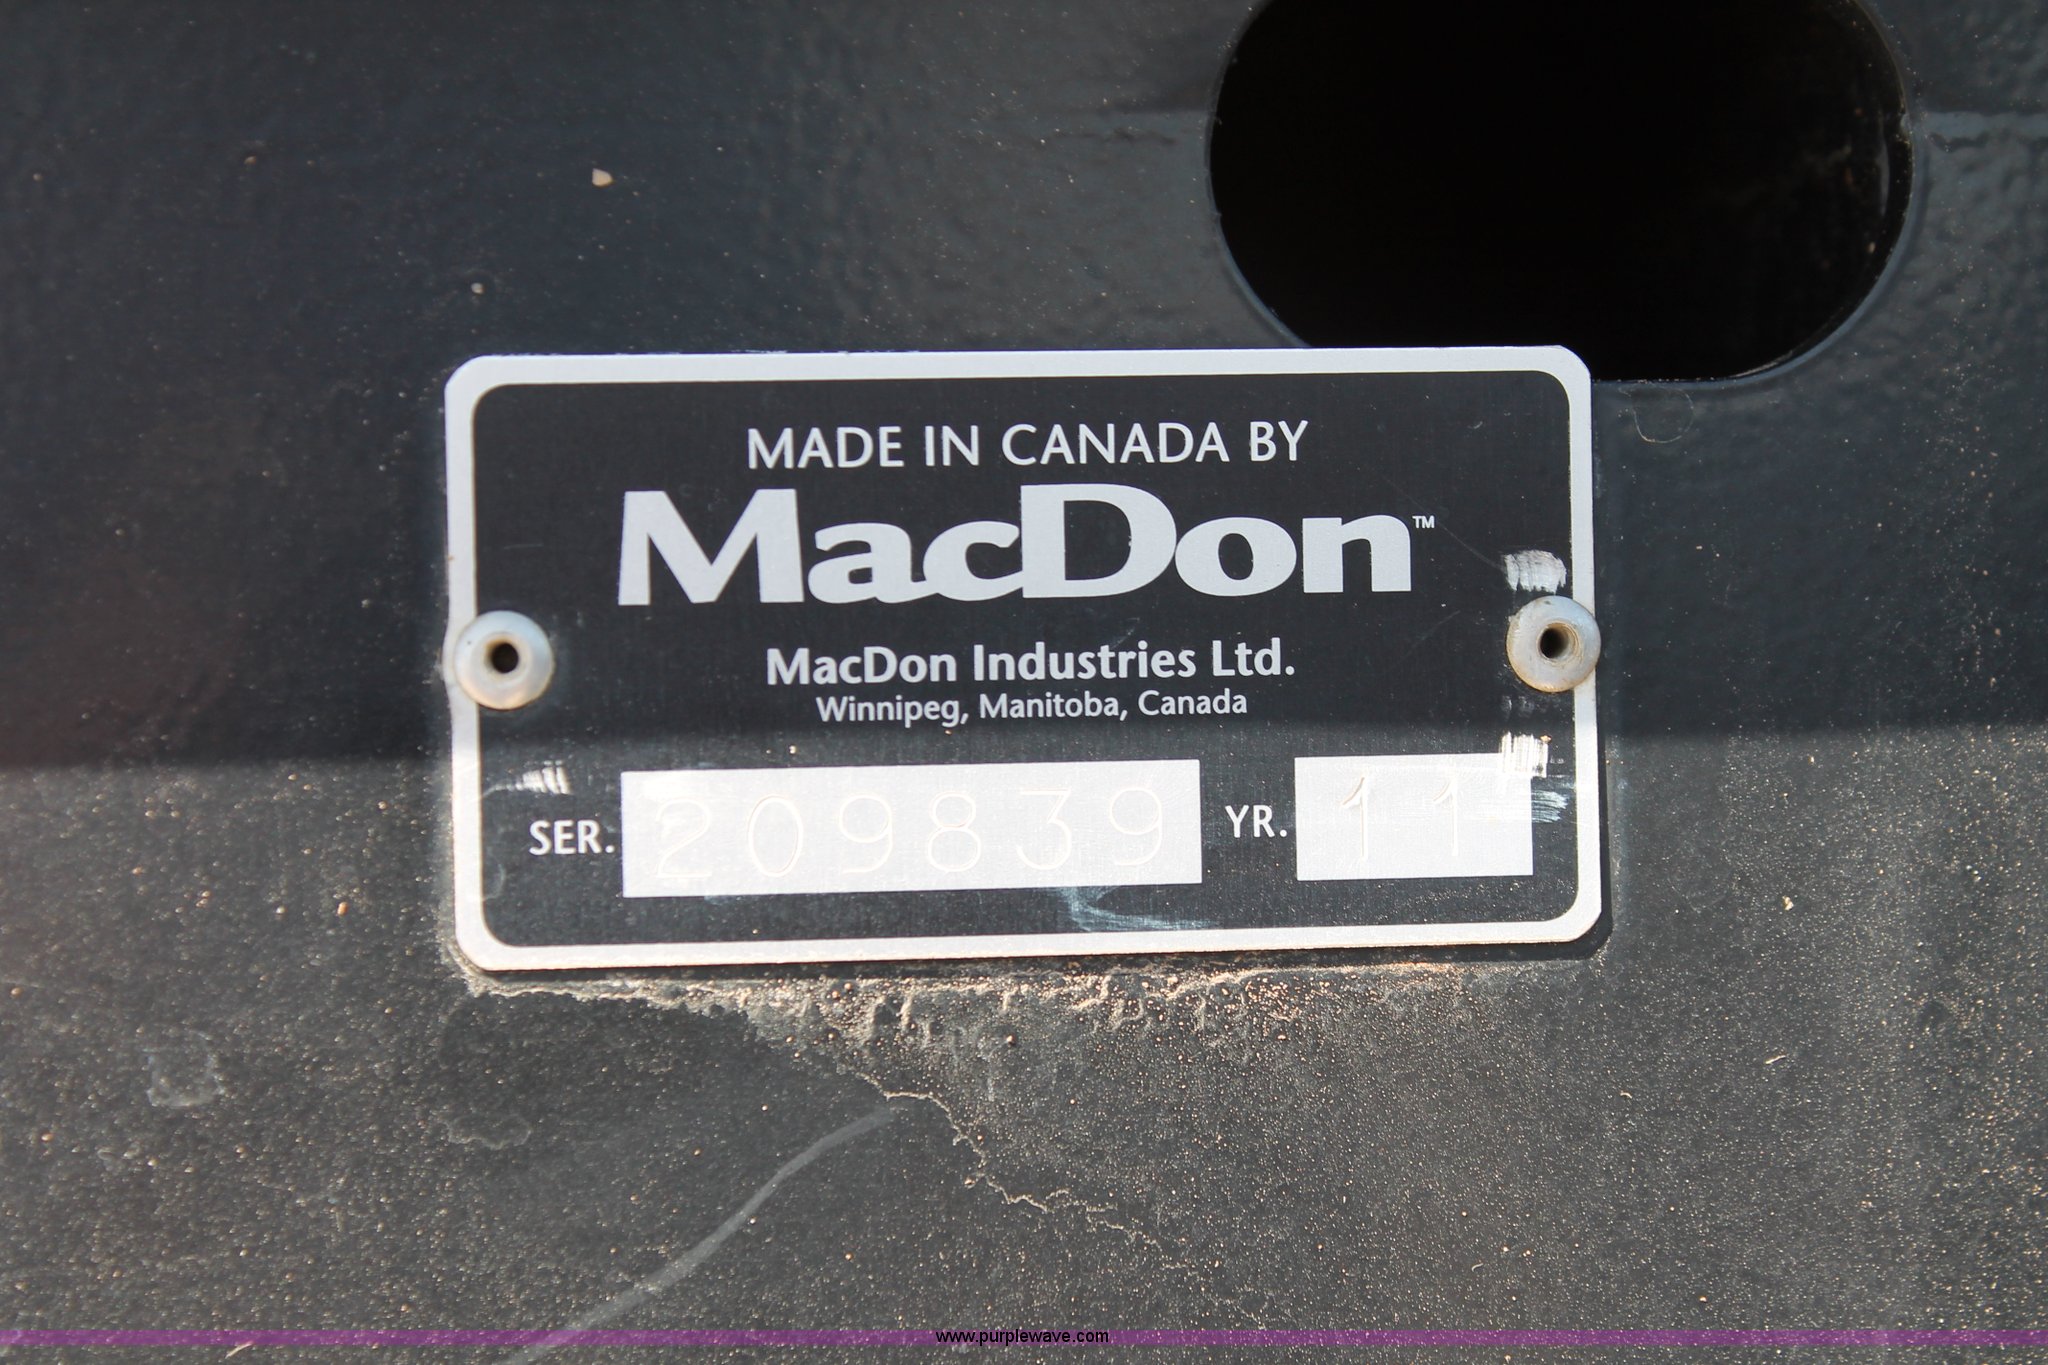 MADE IN CANADA BY
MacDon™
MacDon Industries Ltd.
Winnipeg, Manitoba, Canada
SER. 209839 YR. 11
www.purplewave.com